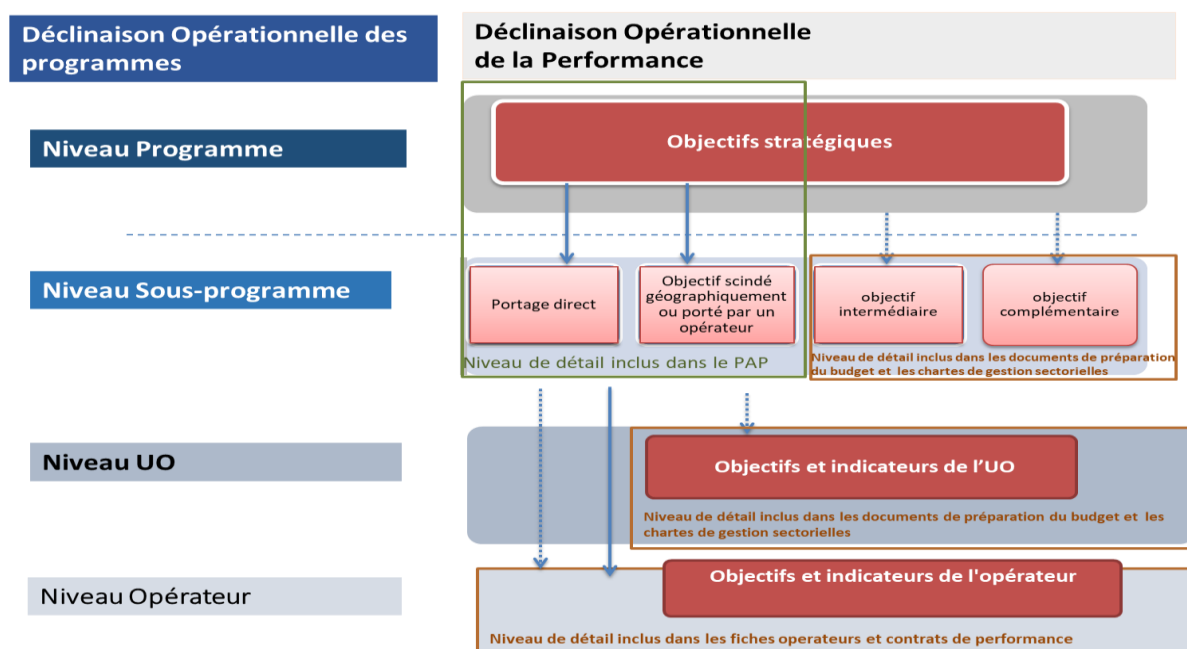 Déclinaison Opérationnelle des
programmes
Déclinaison Opérationnelle
de la Performance
Niveau Programme
Objectifs stratégiques
Niveau Sous-programme
Portage direct
Objectif scindé
géographiquement
ou porté par un
opérateur
objectif
intermédiaire
objectif
complémentaire
Niveau de détail inclus dans le PAP
Niveau de détail inclus dans les documents de préparation
du budget et les chartes de gestion sectorielles
Niveau UO
Objectifs et indicateurs de l’UO
Niveau de détail inclus dans les documents de préparation du budget et les
chartes de gestion sectorielles
Niveau Opérateur
Objectifs et indicateurs de l'opérateur
Niveau de détail inclus dans les fiches operateurs et contrats de performance